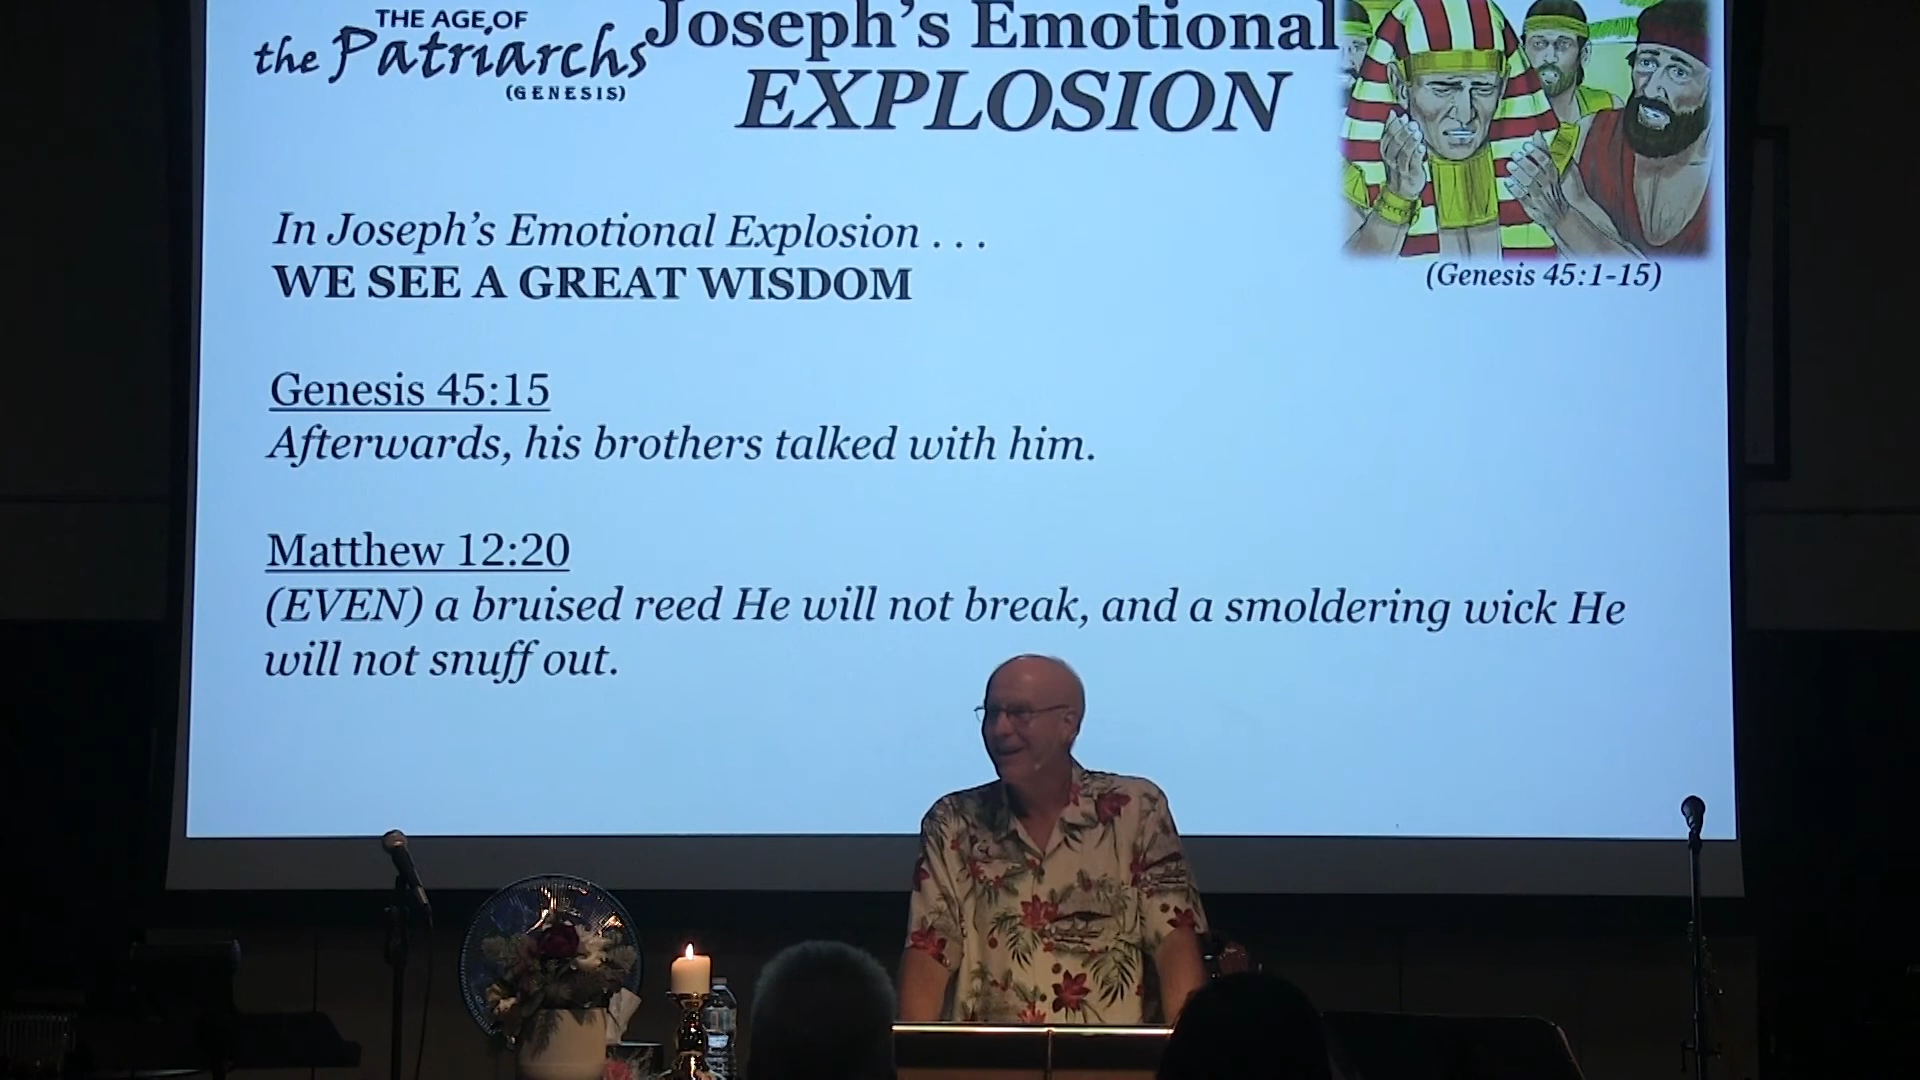 THE AGE OF
the Patriarchs
(GENESIS)
Joseph's Emotional
EXPLOSION
In Joseph's Emotional Explosion . . .
WE SEE A GREAT WISDOM
(Genesis 45:1-15)
Genesis 45:15
Afterwards, his brothers talked with him.
Matthew 12:20
(EVEN) a bruised reed He will not break, and a smoldering wick He
will not snuff out.